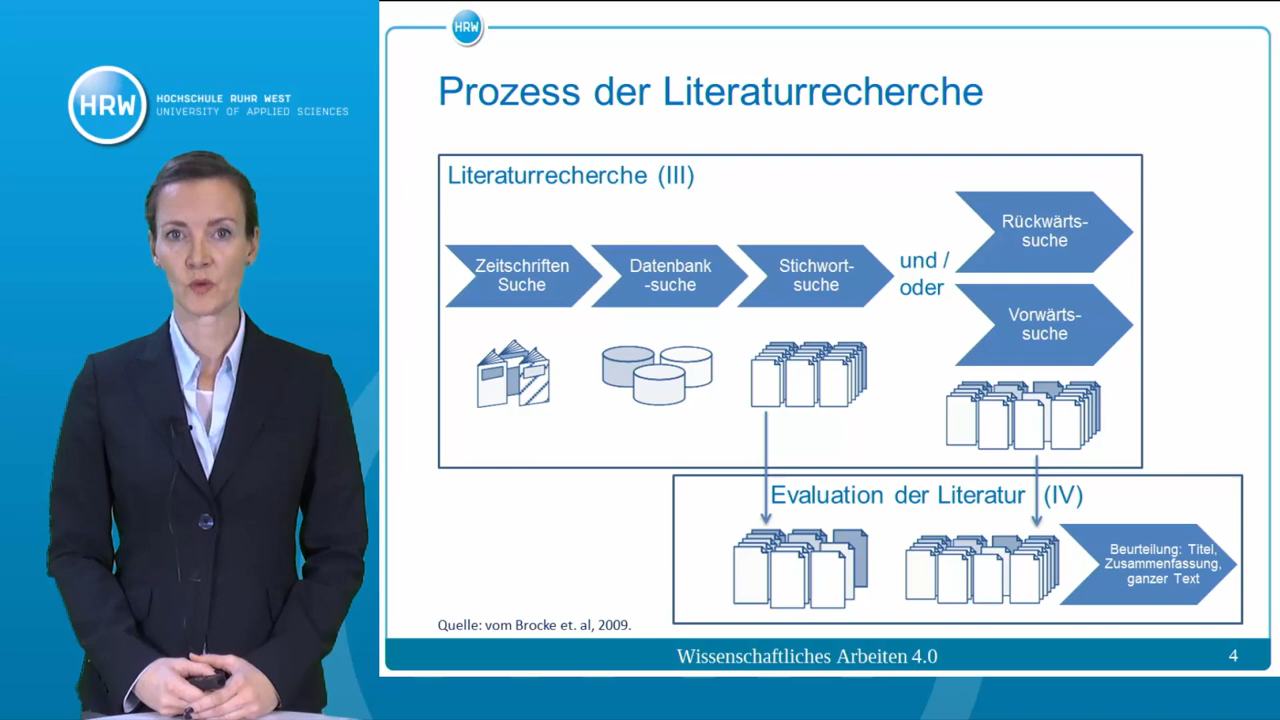 HRW
HOCHSCHULE RUHR WEST
UNIVERSITY OF APPLIED SCIENCES
HRW
Prozess der Literaturrecherche
Literaturrecherche (III)
Zeitschriften
Suche
Datenbank
-suche
Stichwort-
suche
und /
oder
Rückwärts-
suche
Vorwärts-
suche
Evaluation der Literatur (IV)
Beurteilung: Titel,
Zusammenfassung,
ganzer Text
Quelle: vom Brocke et. al, 2009.
Wissenschaftliches Arbeiten 4.0
4